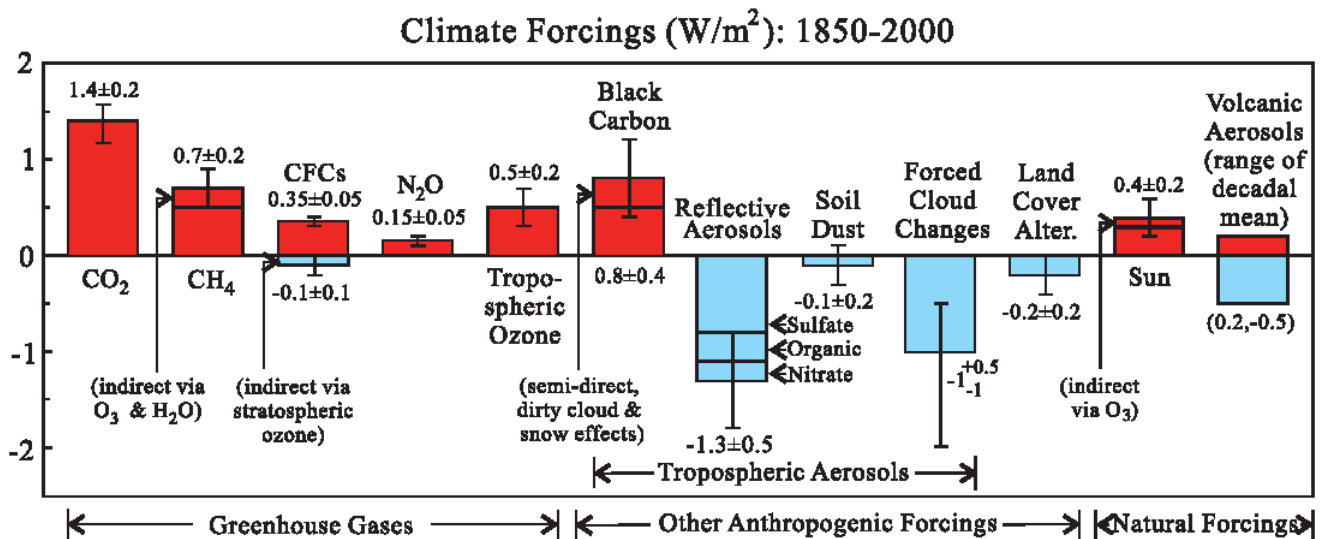 Climate Forcings (W/m²): 1850-2000
2
1
0
-1
-2
1.4±0.2
CO₂
0.7±0.2
CH₄
(indirect via
O₃ & H₂O)
CFCs
0.35±0.05
-0.1±0.1
(indirect via
stratospheric
ozone)
N₂O
0.15±0.05
0.5±0.2
Tropo-
spheric
Ozone
Black
Carbon
0.8±0.4
(semi-direct,
dirty cloud &
snow effects)
Reflective
Aerosols
Sulfate
Organic
Nitrate
-1.3±0.5
Soil
Dust
-0.1±0.2
Forced
Cloud
Changes
-1+0.5
-1
Land
Cover
Alter.
-0.2±0.2
0.4±0.2
Sun
(indirect
via O₃)
Volcanic
Aerosols
(range of
decadal
mean)
(0.2,-0.5)
Tropospheric Aerosols
Greenhouse Gases
Other Anthropogenic Forcings
Natural Forcings